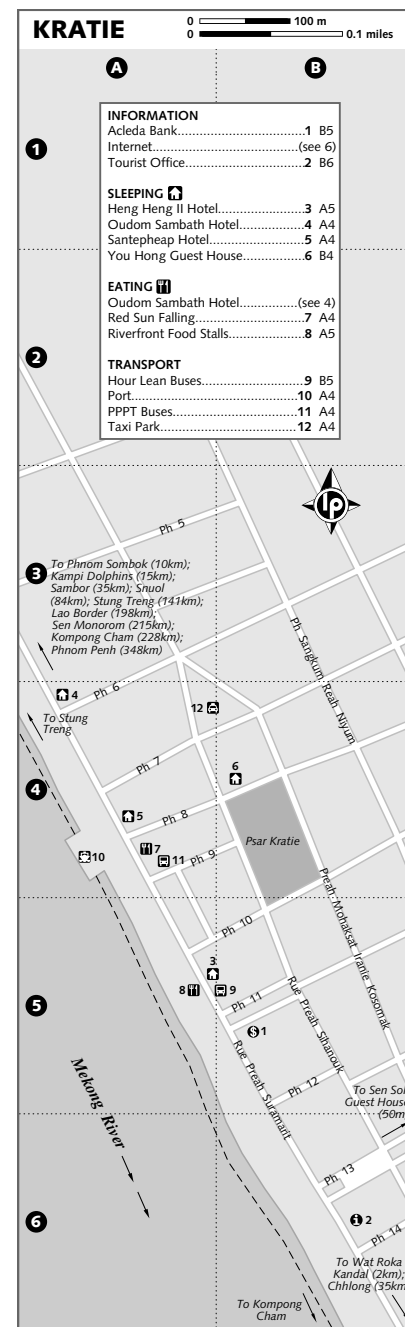 KRATIE
0 100 m
0 0.1 miles
A B
1
INFORMATION
Acleda Bank..............................1 B5
Internet..................................(see 6)
Tourist Office............................2 B6
SLEEPING
Heng Heng II Hotel....................3 A5
Oudom Sambath Hotel..............4 A4
Santepheap Hotel......................5 A4
You Hong Guest House..............6 B4
EATING
Oudom Sambath Hotel............(see 4)
Red Sun Falling..........................7 A4
Riverfront Food Stalls.................8 A5
TRANSPORT
Hour Lean Buses........................9 B5
Port.........................................10 A4
PPPT Buses..............................11 A4
Taxi Park.................................12 A4
2
lp
Ph 5
3
To Phnom Sombok (10km);
Kampi Dolphins (15km);
Sambor (35km); Snuol
(84km); Stung Treng (141km);
Lao Border (198km);
Sen Monorom (215km);
Kompong Cham (228km);
Phnom Penh (348km)
Ph Sangkum Reah Niyum
4
Ph 6
12
To Stung
Treng
Ph 7
6
4
5
Ph 8
Psar Kratie
7
10
11
Ph 9
Preah Mohaksat Iranie Kosomak
Ph 10
3
8
9
5
Ph 11
Rue Preah Sihanouk
$ 1
Rue Preah Suramarit
Mekong River
Ph 12
To Sen
Guest House
(50m
Ph 13
6
i 2
Ph 14
To Wat Roka
Kandal (2km);
Chhlong (35km
To Kompong
Cham